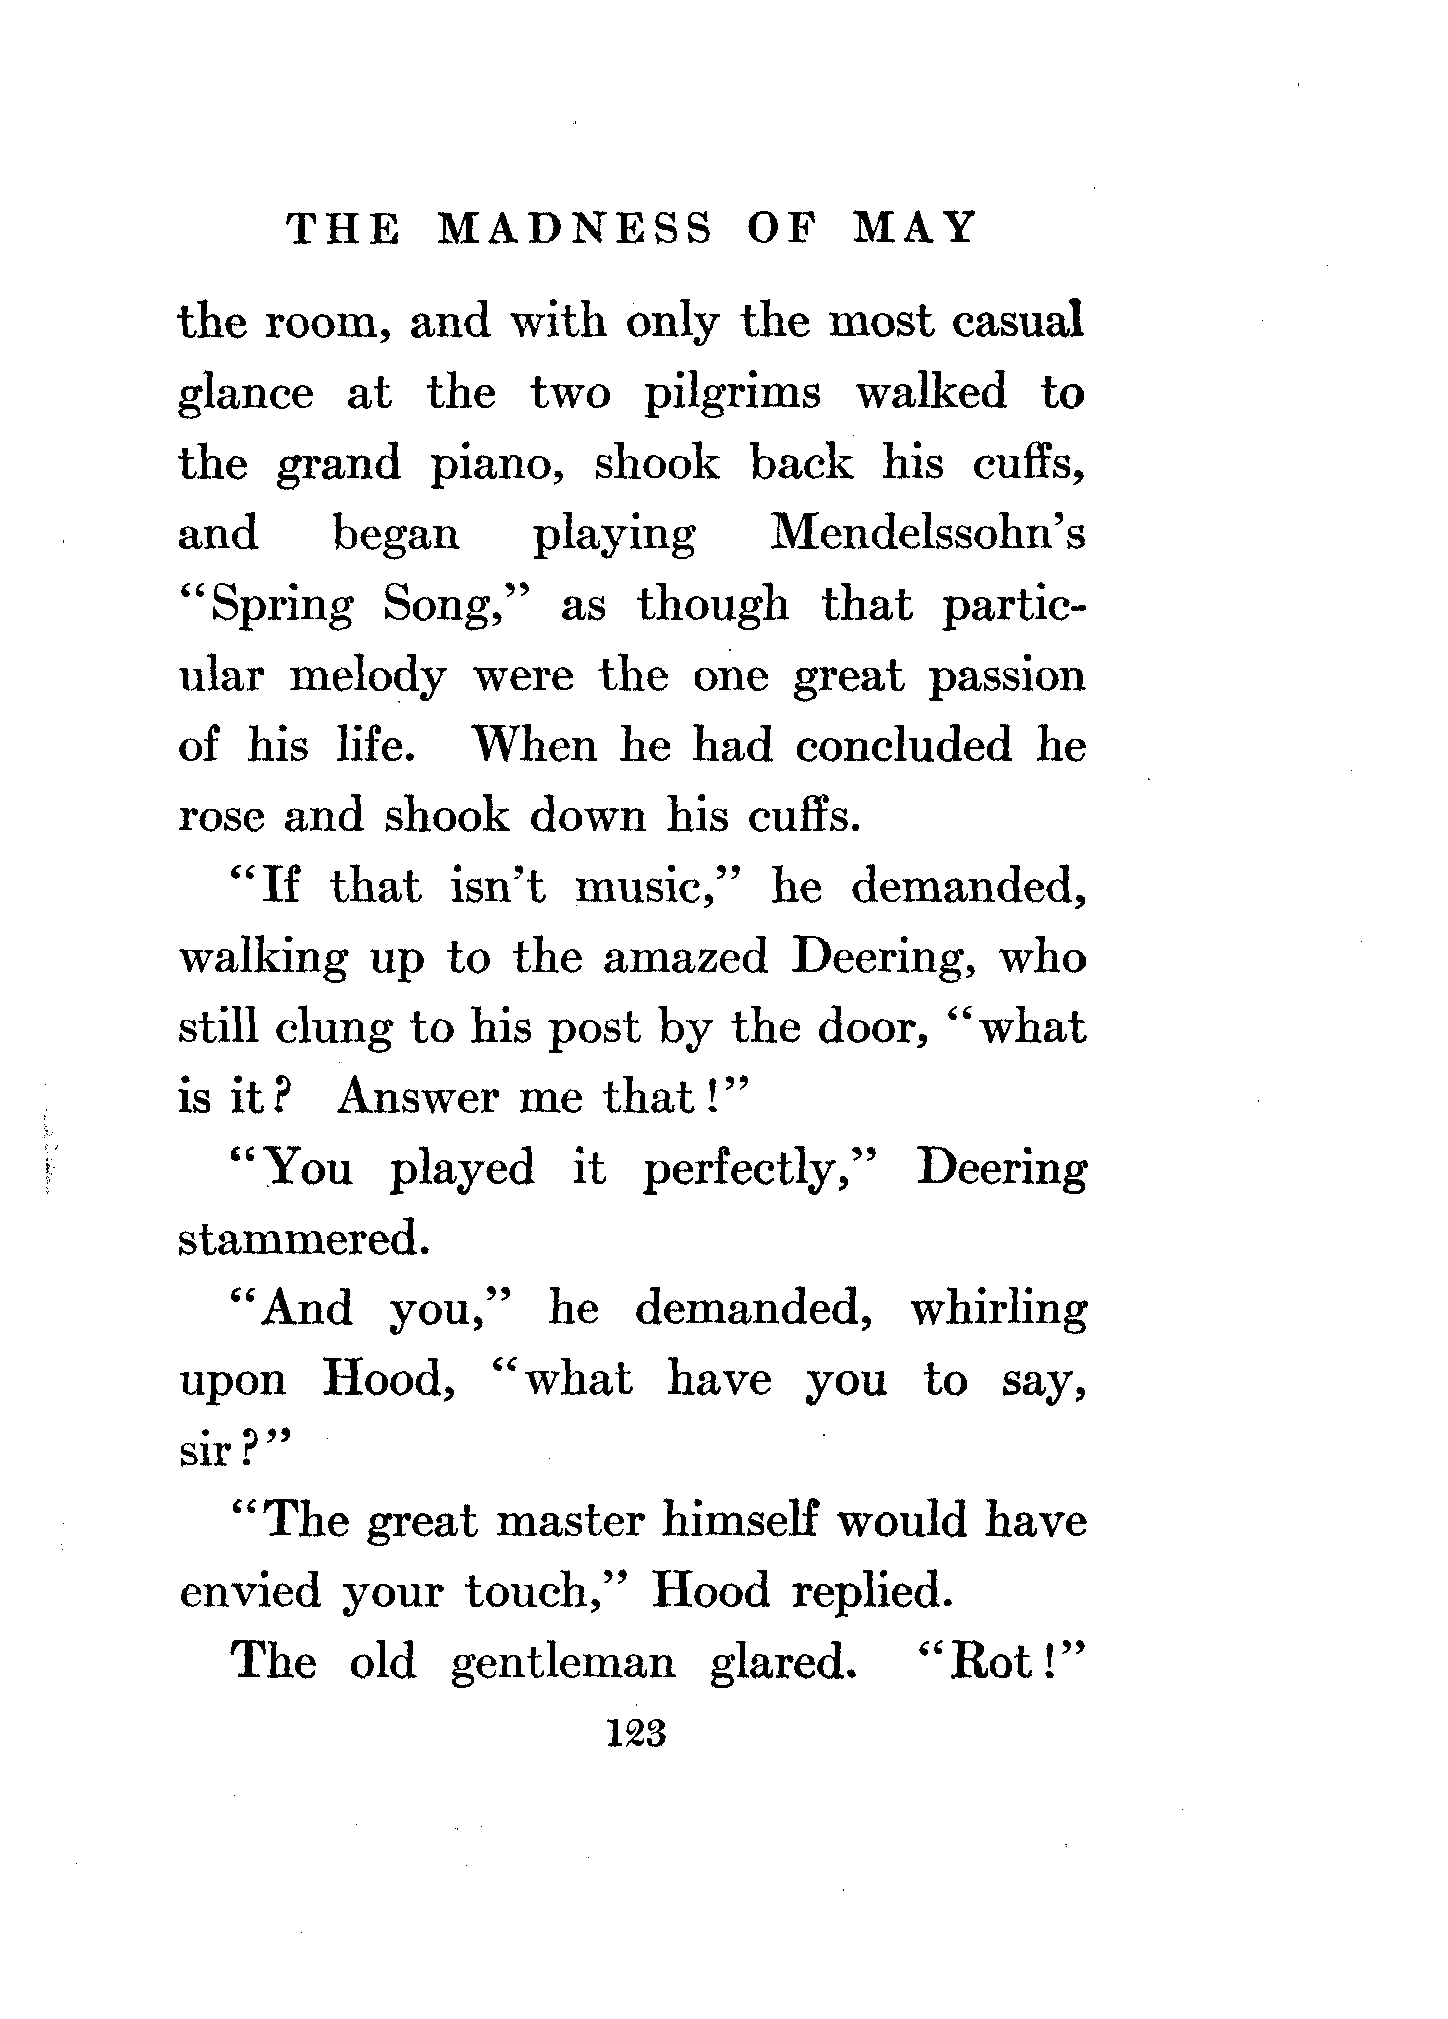 THE MADNESS OF MAY
the room, and with only the most casual
glance at the two pilgrims walked to
the grand piano, shook back his cuffs,
and began playing Mendelssohn's
"Spring Song," as though that partic-
ular melody were the one great passion
of his life. When he had concluded he
rose and shook down his cuffs.
"If that isn't music," he demanded,
walking up to the amazed Deering, who
still clung to his post by the door, "what
is it? Answer me that!"
"You played it perfectly," Deering
stammered.
"And you," he demanded, whirling
upon Hood, "what have you to say,
sir?"
"The great master himself would have
envied your touch," Hood replied.
The old gentleman glared. "Rot!"
123